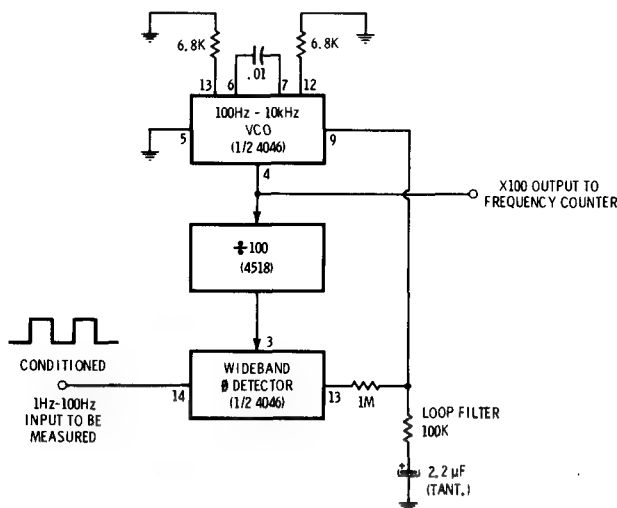 6.8K
6.8K
.01
13
6
7
12
100Hz - 10kHz
VCO
(1/2 4046)
5
9
4
X100 OUTPUT TO
FREQUENCY COUNTER
÷100
(4518)
3
CONDITIONED
1Hz-100Hz
INPUT TO BE
MEASURED
14
WIDEBAND
Ø DETECTOR
(1/2 4046)
13
1M
LOOP FILTER
100K
+
2.2 µF
(TANT.)